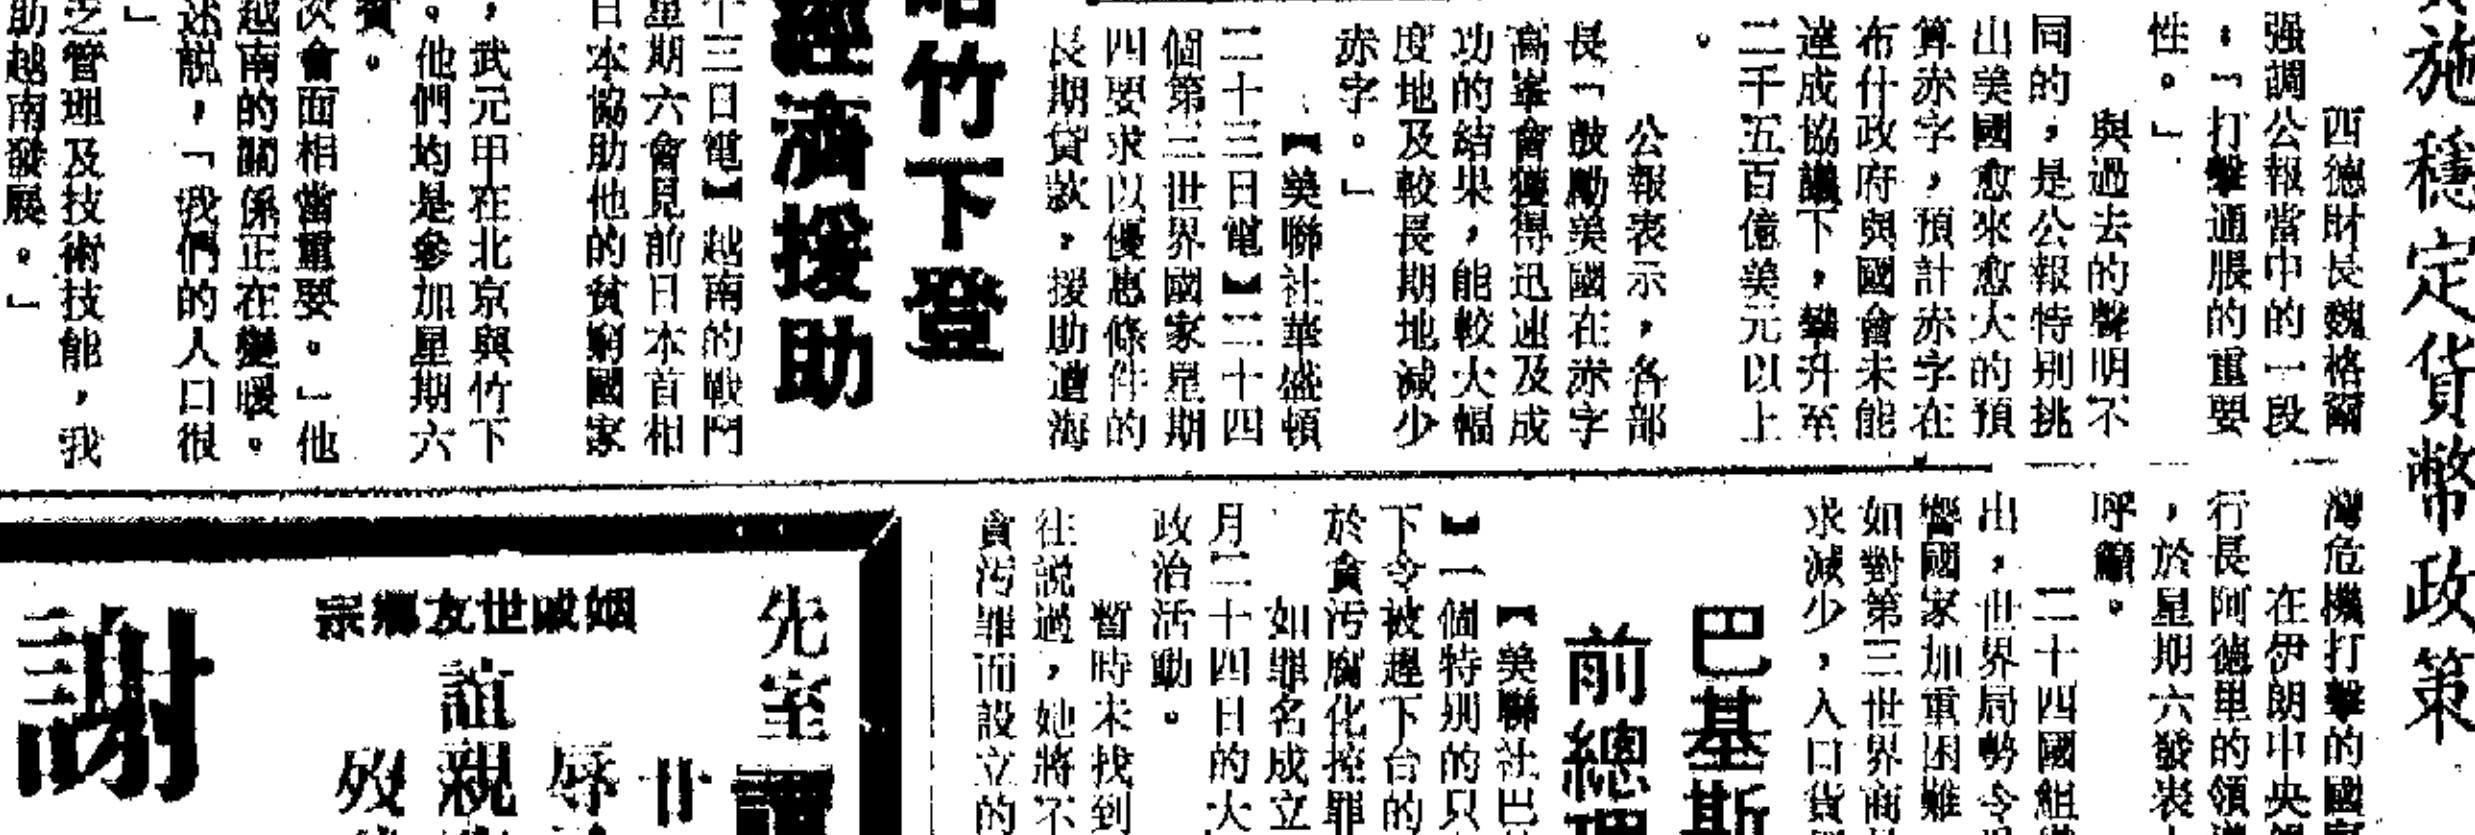 施穩定貨幣政策
西德財長魏格爾
强調公報當中的一段
，「打擊通脹的重要
性。」
與過去的聲明不
同的，是公報特別挑
出美國愈來愈大的預
算赤字，預計赤字在
布什政府與國會未能
達成協議下，攀升至
二千五百億美元以上
。
公報表示，各部
長「鼓勵美國在赤字
高峯會獲得迅速及成
功的結果，能較大幅
度地及較長期地減少
赤字。」
【美聯社華盛頓
二十三日電】二十四
個第三世界國家星期
四要求以優惠條件的
長期貸款，援助遭海
灣危機打擊的國家
在伊朗中央
行長阿德里的領
，於星期六發表
呼籲。
二十四國組
出，世界局勢令
響國家加重困難
如對第三世界商
求減少，入口貨
竹下登
經濟援助
十三日電】越南的戰鬥
星期六會見前日本首相
日本協助他的貧窮國家
，武元甲在北京與竹下
。他們均是參加星期六
次會面相當重要。」他
越南的關係正在變暖。
述說，「我們的人口很
乏管理及技術技能，我
助越南發展。」
巴基斯
前總理
【美聯社巴
】一個特別的只
下令被趕下台的
於貪污腐化控罪
如罪名成立
月二十四日的大
政治活動。
暫時未找到
往說過，她將不
貪污罪而設立的
先室
姻戚世友鄉宗
誼親
辱
歿
謝